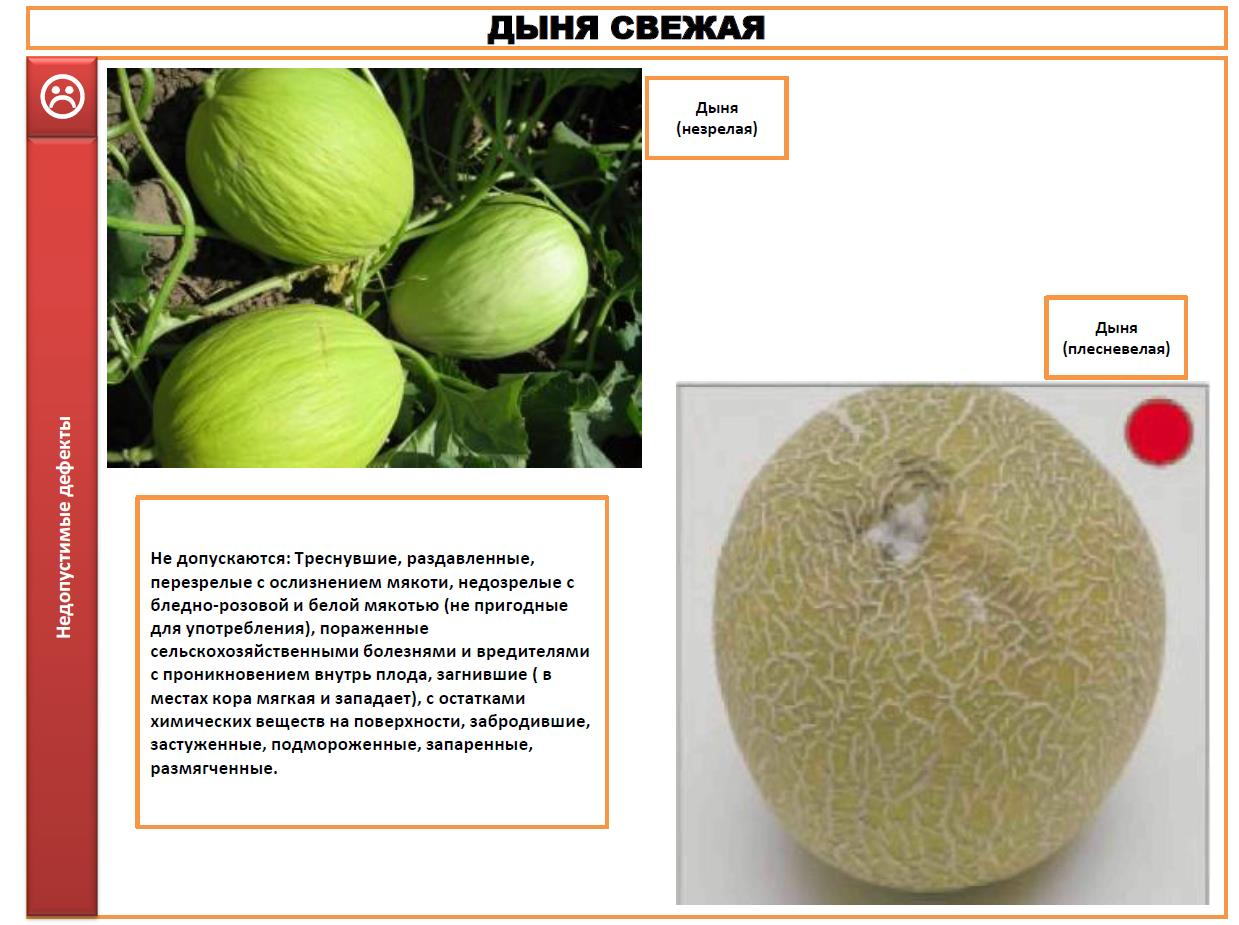 ДЫНЯ СВЕЖАЯ
Недопустимые дефекты
Дыня
(незрелая)
Дыня
(плесневелая)
Не допускаются: Треснувшие, раздавленные,
перезрелые с ослизнением мякоти, недозрелые с
бледно-розовой и белой мякотью (не пригодные
для употребления), пораженные
сельскохозяйственными болезнями и вредителями
с проникновением внутрь плода, загнившие ( в
местах кора мягкая и западает), с остатками
химических веществ на поверхности, забродившие,
застуженные, подмороженные, запаренные,
размягченные.